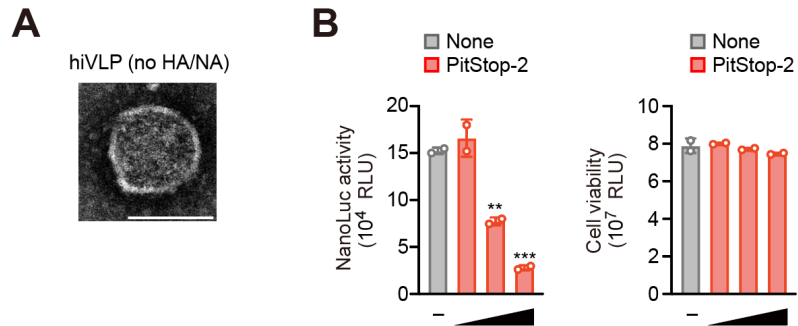 A
B
hiVLP (no HA/NA)
None
PitStop-2
NanoLuc activity
(10⁴ RLU)
20
15
10
5
0
**
***
–
None
PitStop-2
Cell viability
(10⁷ RLU)
10
8
6
4
2
0
–